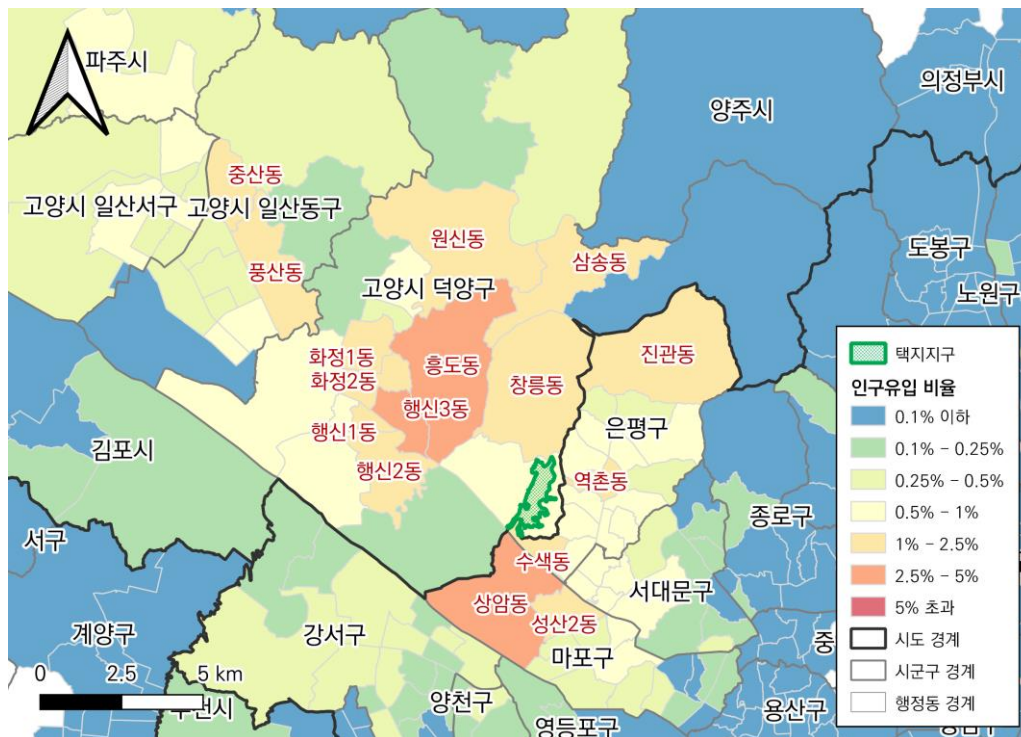 파주시
의정부시
양주시
중산동
고양시 일산서구
고양시 일산동구
원신동
도봉구
삼송동
풍산동
고양시 덕양구
노원구
진관동
화정1동
흥도동
창릉동
화정2동
행신3동
은평구
행신1동
김포시
행신2동
역촌동
종로구
서구
수색동
서대문구
상암동
성산2동
계양구
강서구
마포구
양천구
영등포구
용산구
0 2.5 5 km
택지지구
인구유입 비율
0.1% 이하
0.1% - 0.25%
0.25% - 0.5%
0.5% - 1%
1% - 2.5%
2.5% - 5%
5% 초과
시도 경계
시군구 경계
행정동 경계